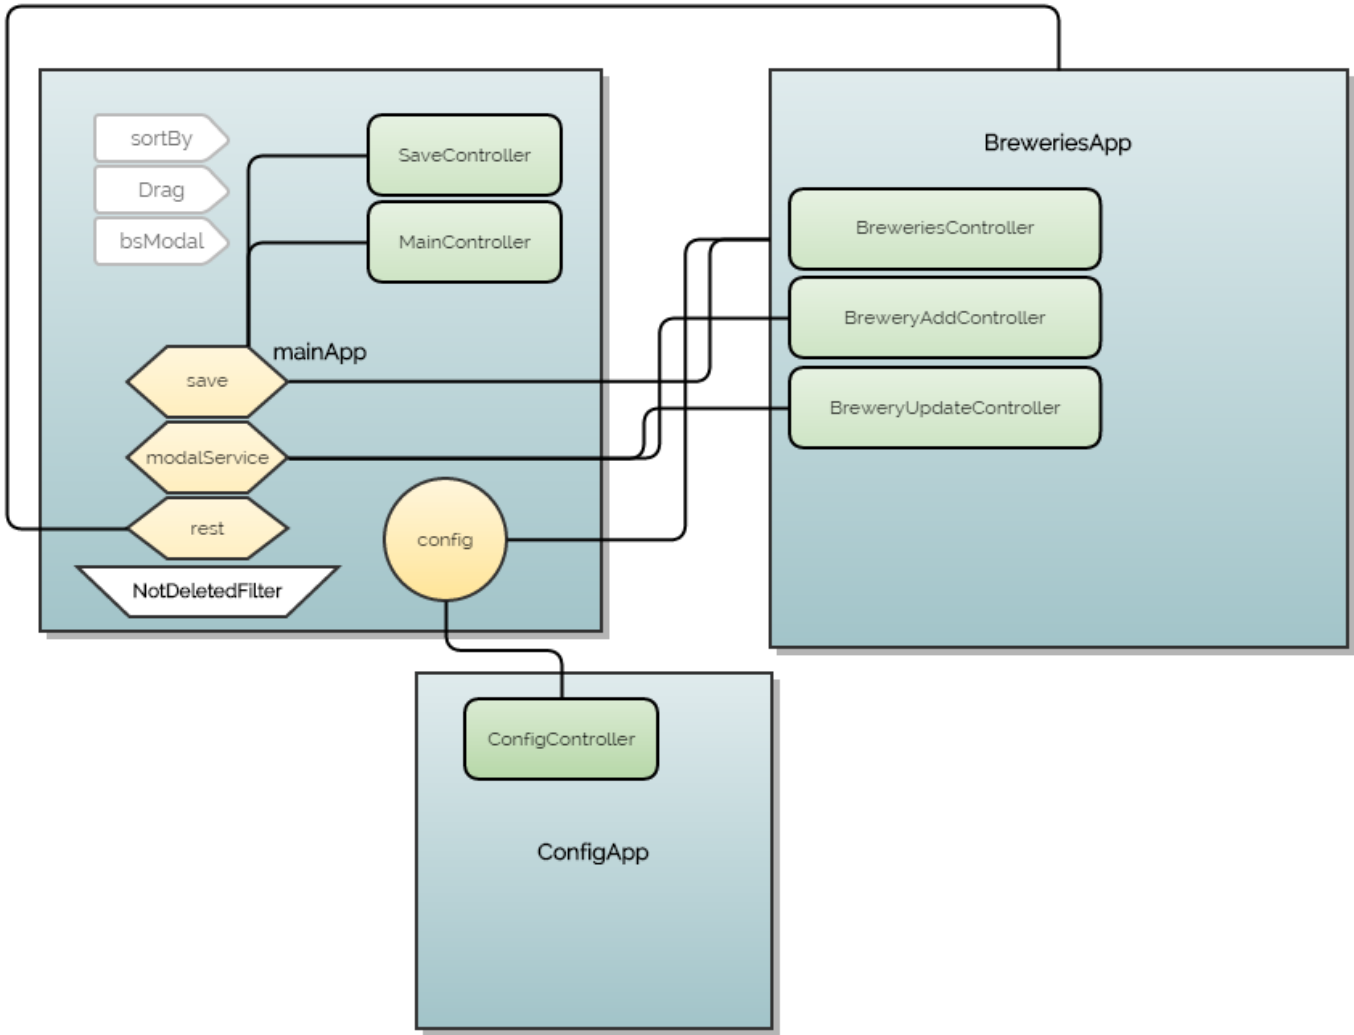 sortBy
Drag
bsModal
SaveController
MainController
mainApp
save
modalService
rest
config
NotDeletedFilter
BreweriesApp
BreweriesController
BreweryAddController
BreweryUpdateController
ConfigController
ConfigApp